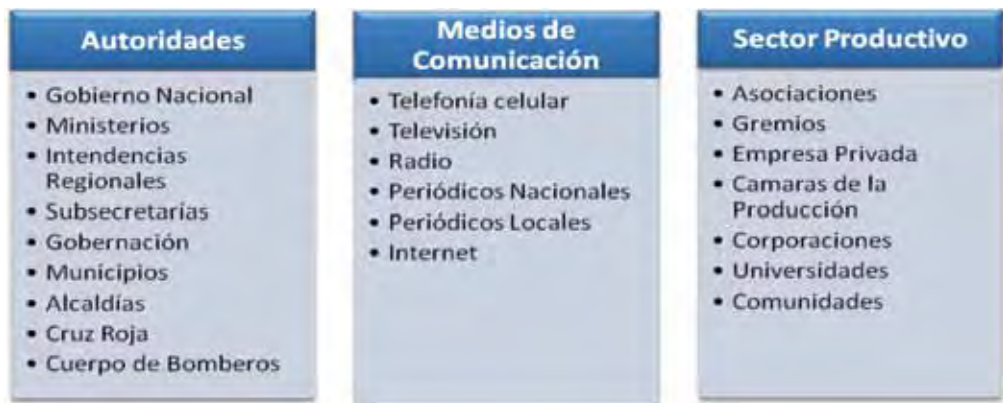 Autoridades
• Gobierno Nacional
• Ministerios
• Intendencias
Regionales
• Subsecretarías
• Gobernación
• Municipios
• Alcaldías
• Cruz Roja
• Cuerpo de Bomberos
Medios de
Comunicación
• Telefonía celular
• Televisión
• Radio
• Periódicos Nacionales
• Periódicos Locales
• Internet
Sector Productivo
• Asociaciones
• Gremios
• Empresa Privada
• Camaras de la
Producción
• Corporaciones
• Universidades
• Comunidades